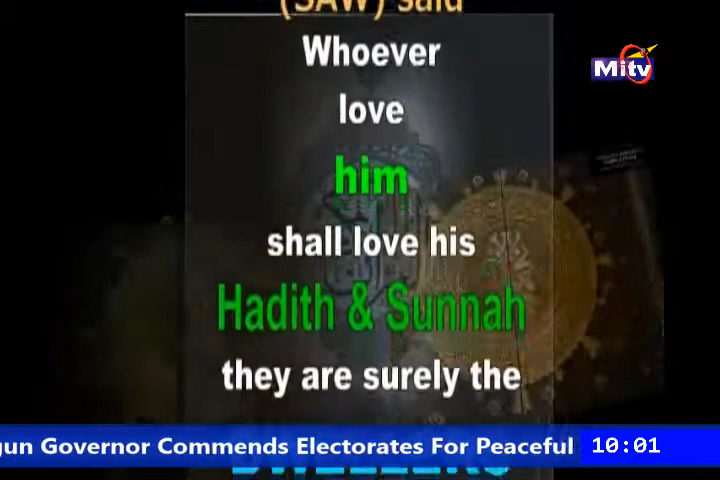 (SAW) said
Whoever
love
him
shall love his
Hadith & Sunnah
they are surely the
DWELLERS
Mitv
gun Governor Commends Electorates For Peaceful
10:01